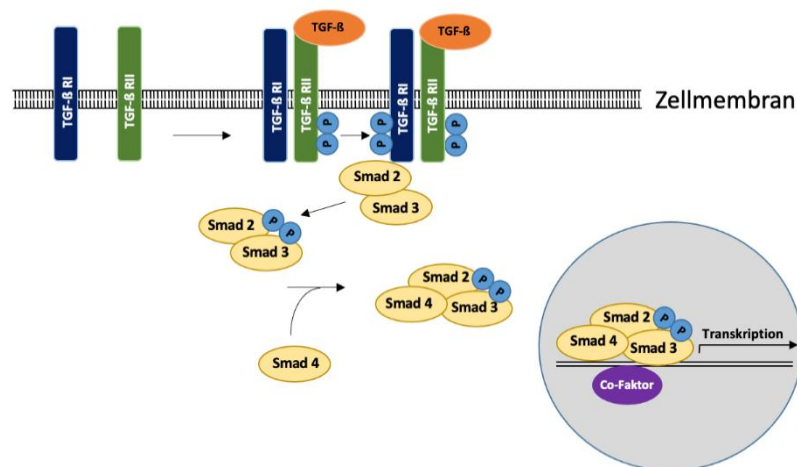 TGF-ß
TGF-ß
TGF-ß RI
TGF-ß RII
TGF-ß RI
TGF-ß RII
TGF-ß RI
TGF-ß RII
Zellmembran
P
P
P
P
P
P
Smad 2
Smad 3
Smad 2
P
P
Smad 3
Smad 2
P
P
Smad 4
Smad 3
Smad 4
Smad 2
P
P
Transkription
Smad 4
Smad 3
Co-Faktor